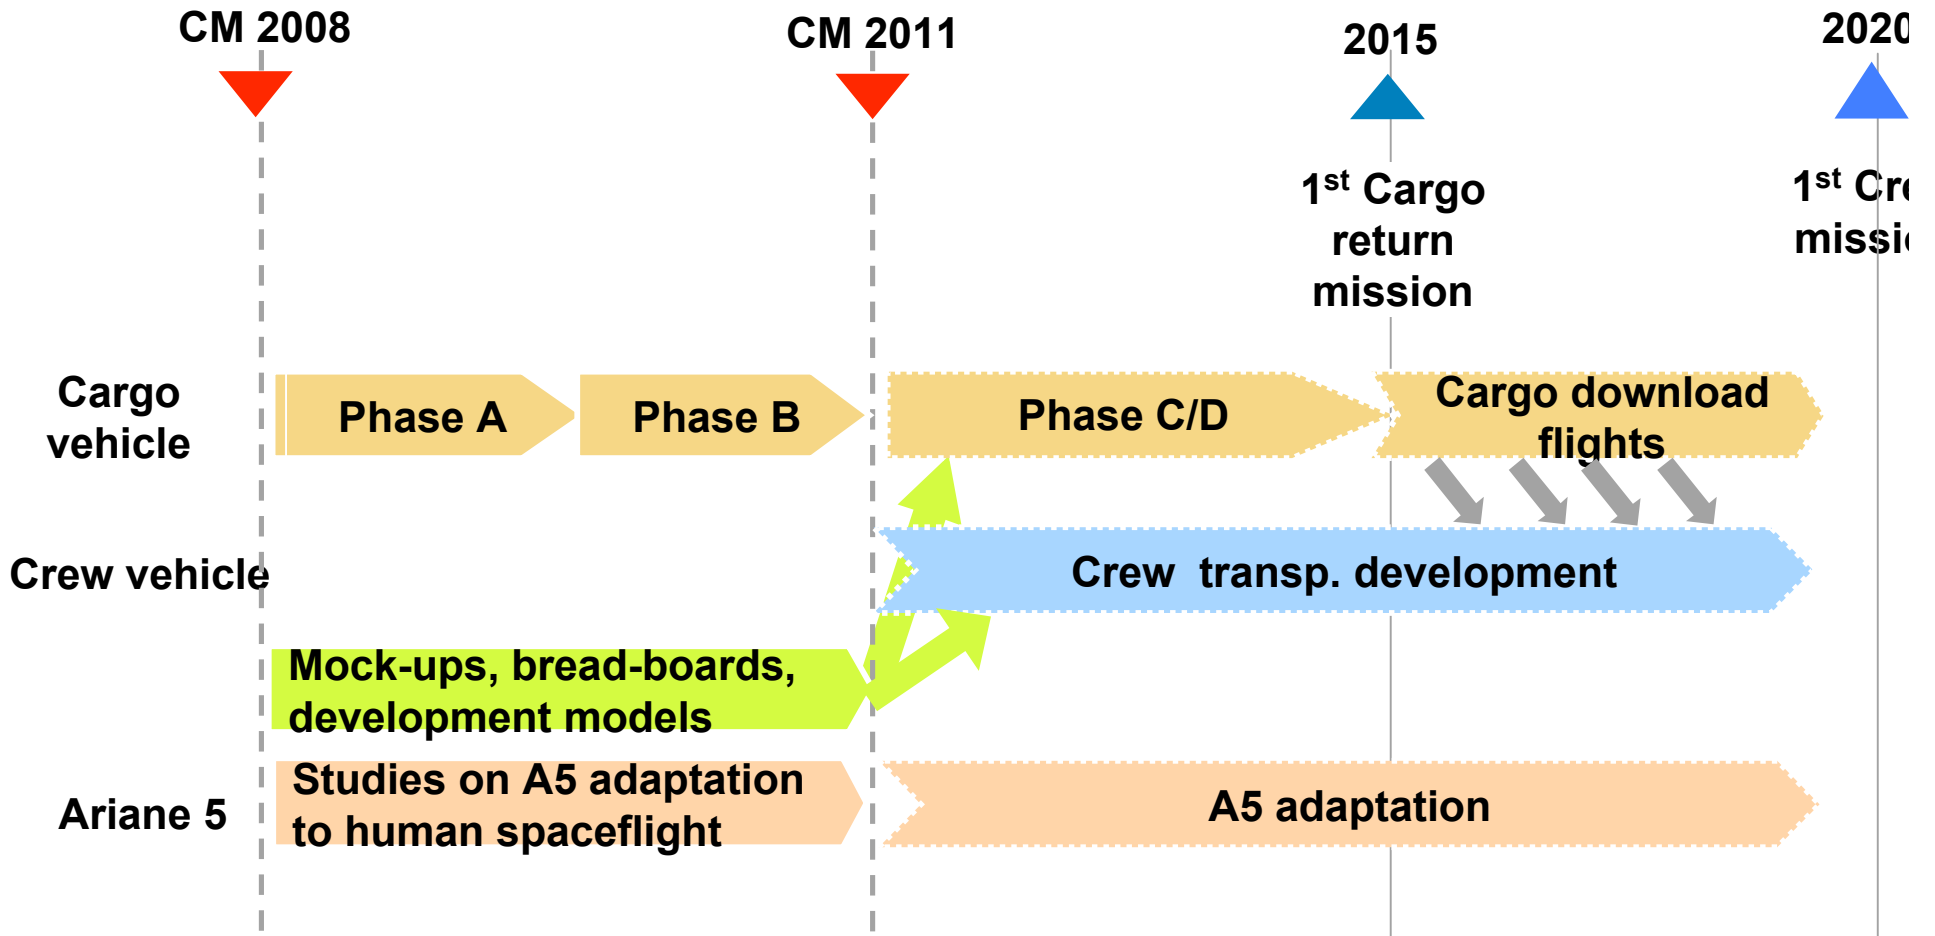 CM 2008
CM 2011
2015
2020
1st Cargo
return
mission
1st
Cargo
vehicle
Phase A
Phase B
Phase C/D
Cargo download
flights
Crew vehicle
Crew transp. development
Mock-ups, bread-boards,
development models
Ariane 5
Studies on A5 adaptation
to human spaceflight
A5 adaptation